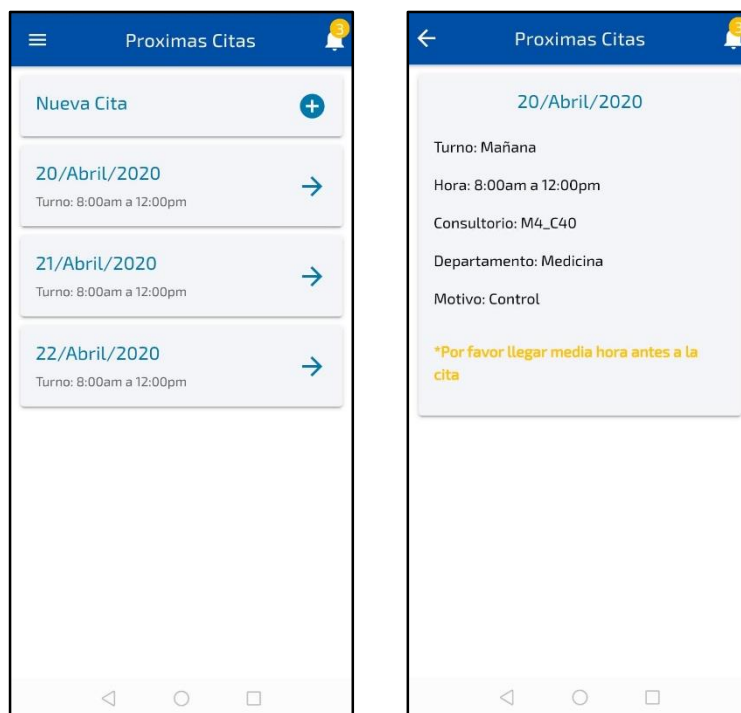 Proximas Citas
3
Nueva Cita
20/Abril/2020
Turno: 8:00am a 12:00pm
21/Abril/2020
Turno: 8:00am a 12:00pm
22/Abril/2020
Turno: 8:00am a 12:00pm
Proximas Citas
3
20/Abril/2020
Turno: Mañana
Hora: 8:00am a 12:00pm
Consultorio: M4_C40
Departamento: Medicina
Motivo: Control
*Por favor llegar media hora antes a la
cita